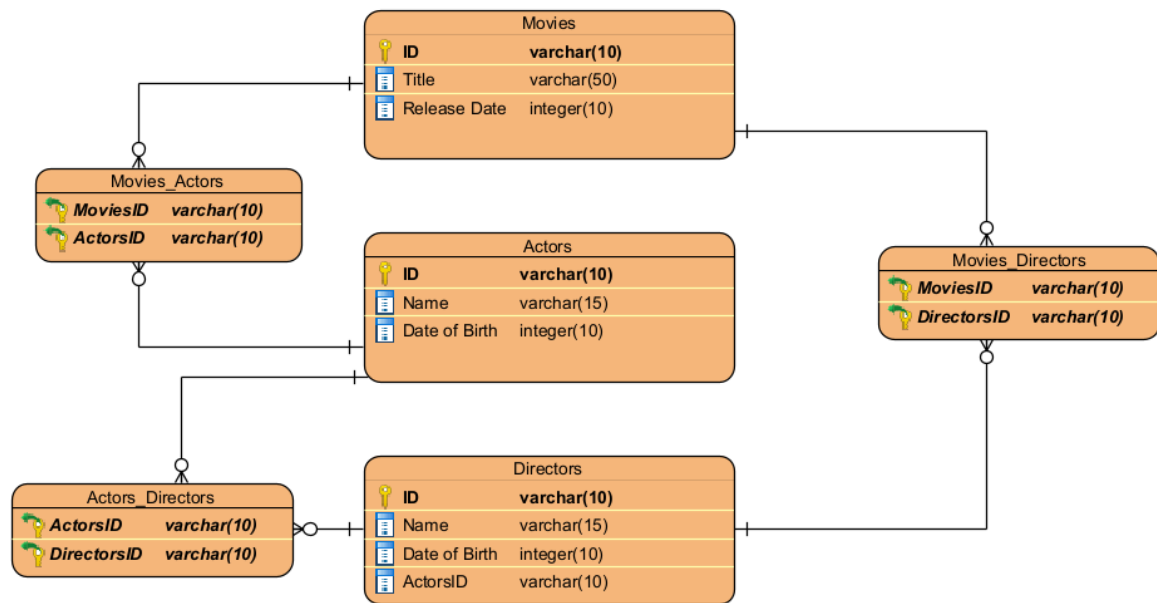 Movies
ID varchar(10)
Title varchar(50)
Release Date integer(10)
Movies_Actors
MoviesID varchar(10)
ActorsID varchar(10)
Actors
ID varchar(10)
Name varchar(15)
Date of Birth integer(10)
Movies_Directors
MoviesID varchar(10)
DirectorsID varchar(10)
Actors_Directors
ActorsID varchar(10)
DirectorsID varchar(10)
Directors
ID varchar(10)
Name varchar(15)
Date of Birth integer(10)
ActorsID varchar(10)